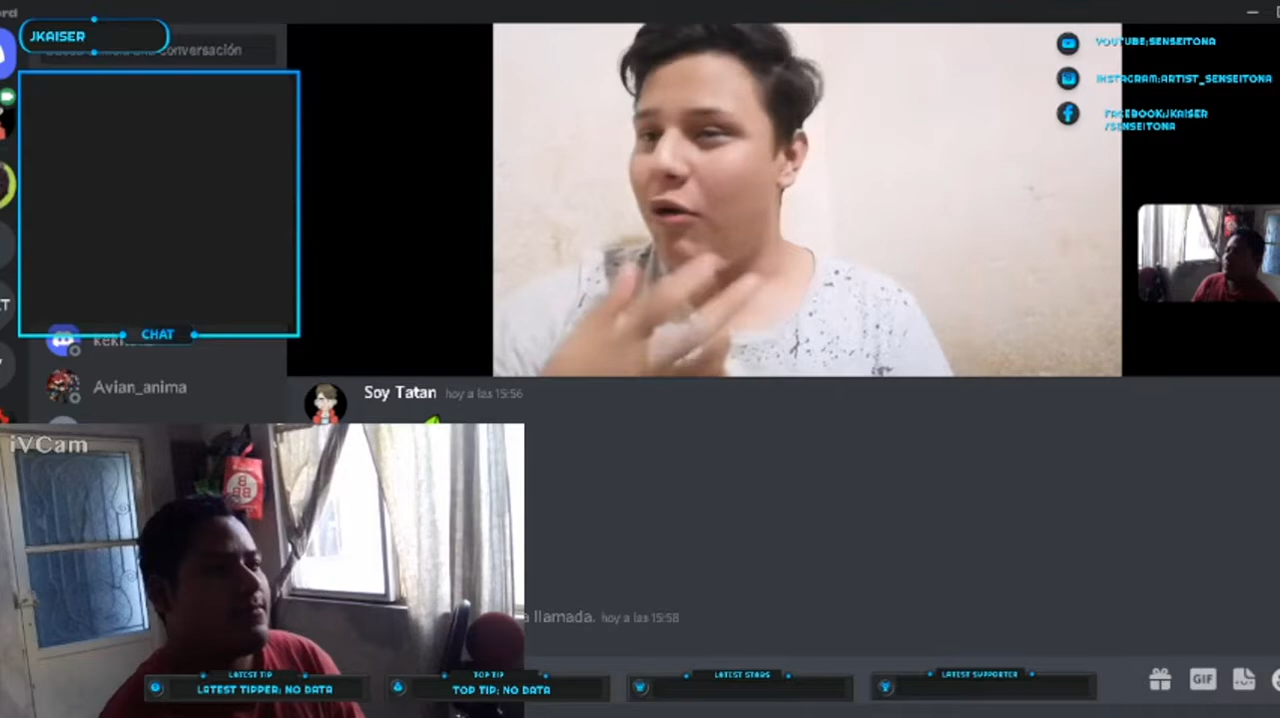 JKAISER
conversación
YOUTUBE:SENSEITONA
INSTAGRAM:ARTIST_SENSEITONA
FACEBOOK:JKAISER
/SENSEITONA
CHAT
Avian_anima
Soy Tatan hoy a las 15:56
iVCam
llamada. hoy a las 15:58
LATEST TIP
LATEST TIPPER: NO DATA
TOP TIP
TOP TIP: NO DATA
LATEST STARS
LATEST SUPPORTER
GIF